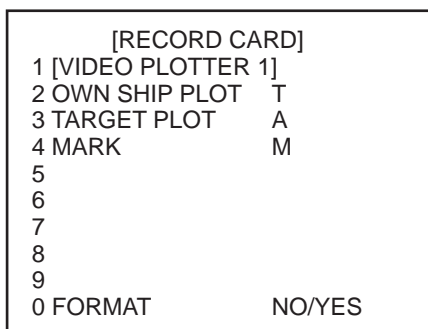 [RECORD CARD]
1 [VIDEO PLOTTER 1]
2 OWN SHIP PLOT T
3 TARGET PLOT A
4 MARK M
5
6
7
8
9
0 FORMAT NO/YES